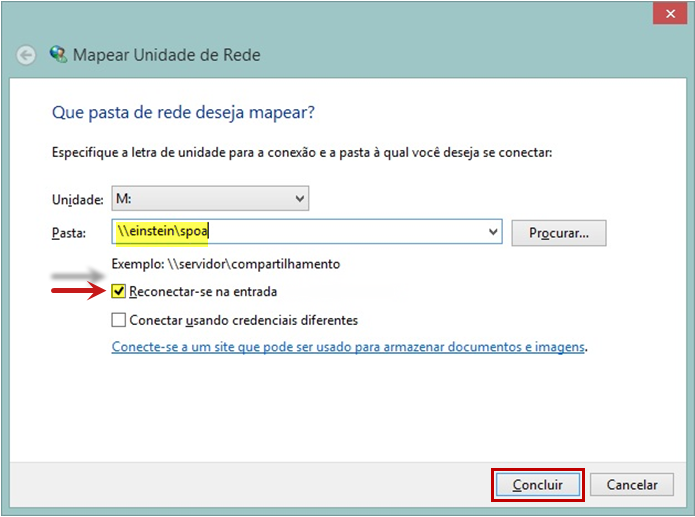 Mapear Unidade de Rede
Que pasta de rede deseja mapear?
Especifique a letra de unidade para a conexão e a pasta à qual você deseja se conectar:
Unidade: M:
Pasta: \\einstein\spoa Procurar...
Exemplo: \\servidor\compartilhamento
Reconectar-se na entrada
Conectar usando credenciais diferentes
Conecte-se a um site que pode ser usado para armazenar documentos e imagens.
Concluir Cancelar